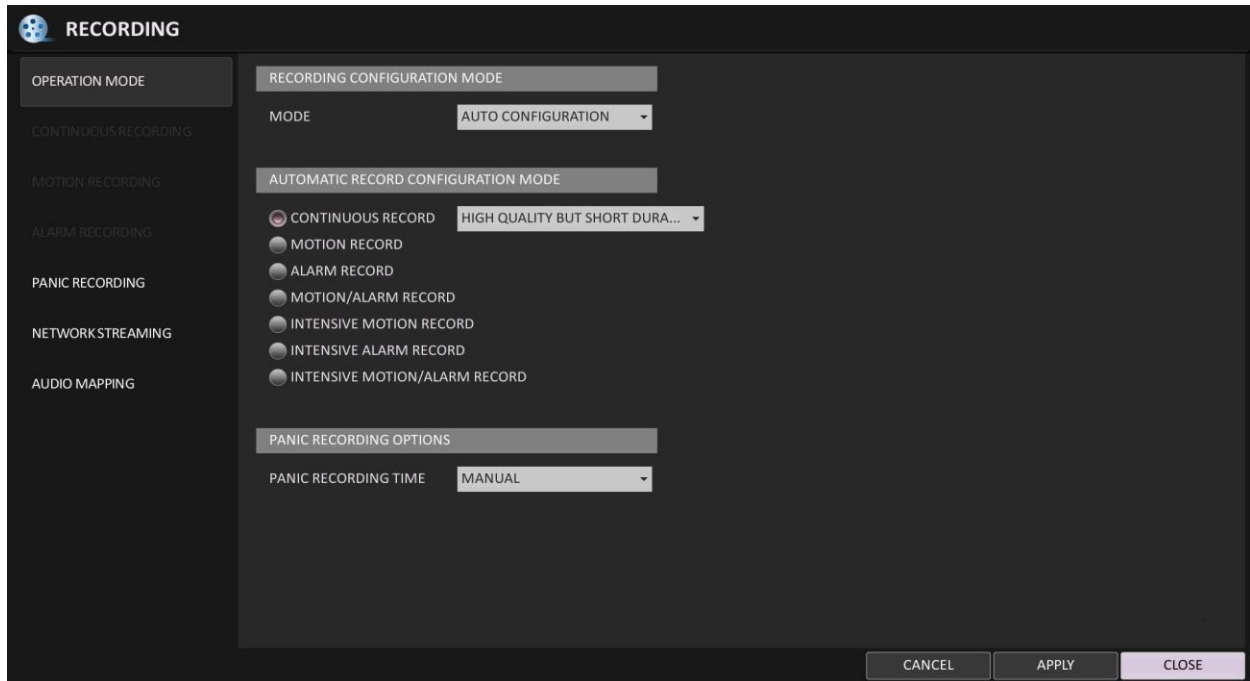 RECORDING
OPERATION MODE
CONTINUOUS RECORDING
MOTION RECORDING
ALARM RECORDING
PANIC RECORDING
NETWORK STREAMING
AUDIO MAPPING
RECORDING CONFIGURATION MODE
MODE AUTO CONFIGURATION
AUTOMATIC RECORD CONFIGURATION MODE
CONTINUOUS RECORD HIGH QUALITY BUT SHORT DURA...
MOTION RECORD
ALARM RECORD
MOTION/ALARM RECORD
INTENSIVE MOTION RECORD
INTENSIVE ALARM RECORD
INTENSIVE MOTION/ALARM RECORD
PANIC RECORDING OPTIONS
PANIC RECORDING TIME MANUAL
CANCEL APPLY CLOSE